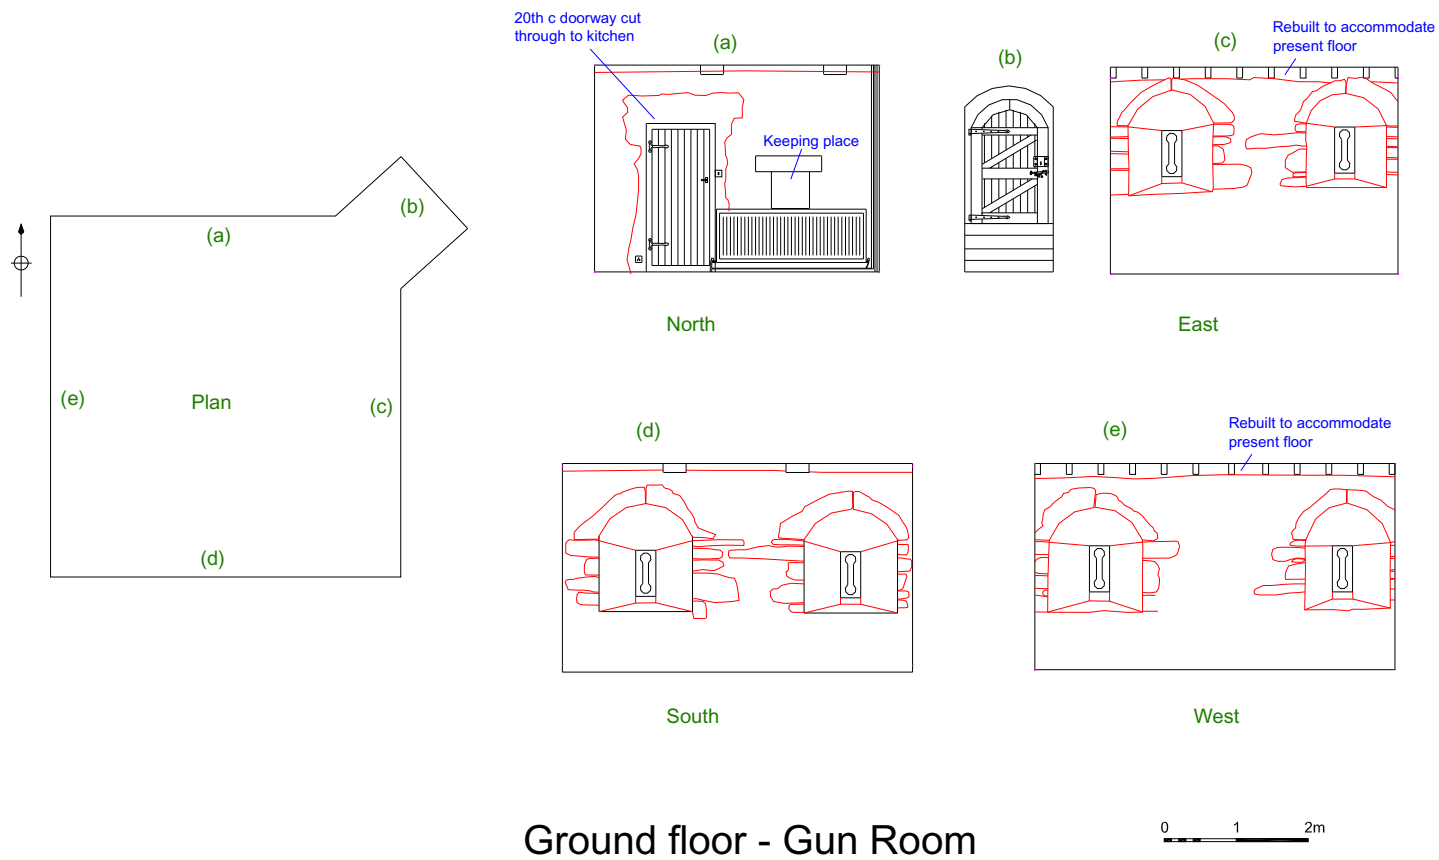 20th c doorway cut
through to kitchen
(a)
(b)
(c)
Rebuilt to accommodate
present floor
Keeping place
North
East
(b)
(a)
(e)
Plan
(c)
(d)
(d)
(e)
Rebuilt to accommodate
present floor
South
West
Ground floor - Gun Room
0 1 2m